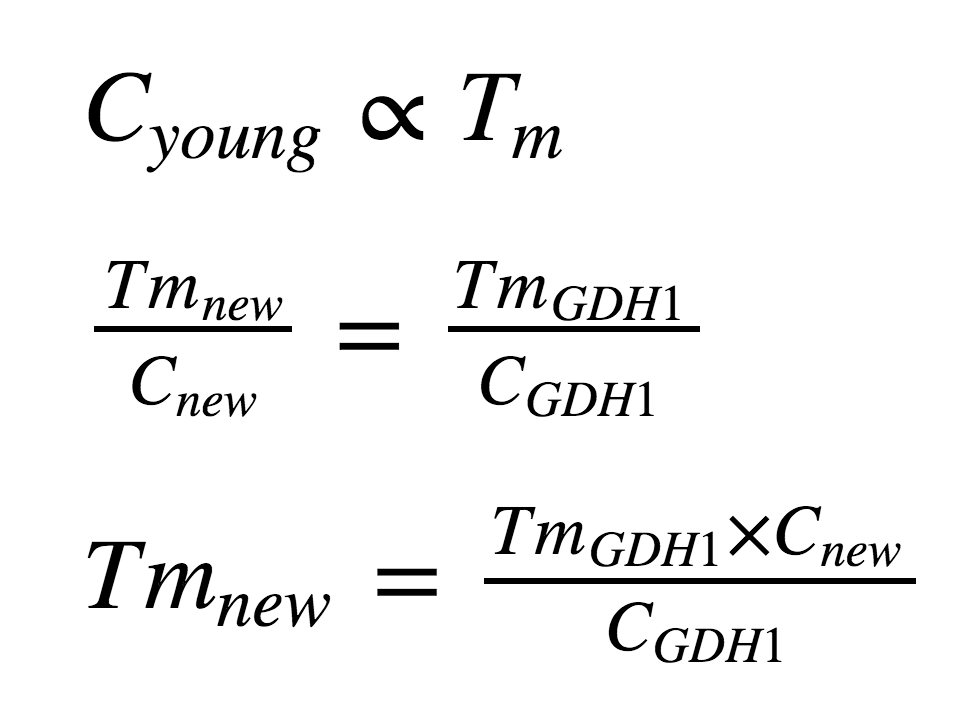 C_young ∝ T_m
Tm_new / C_new = Tm_GDH1 / C_GDH1
Tm_new = Tm_GDH1 × C_new / C_GDH1